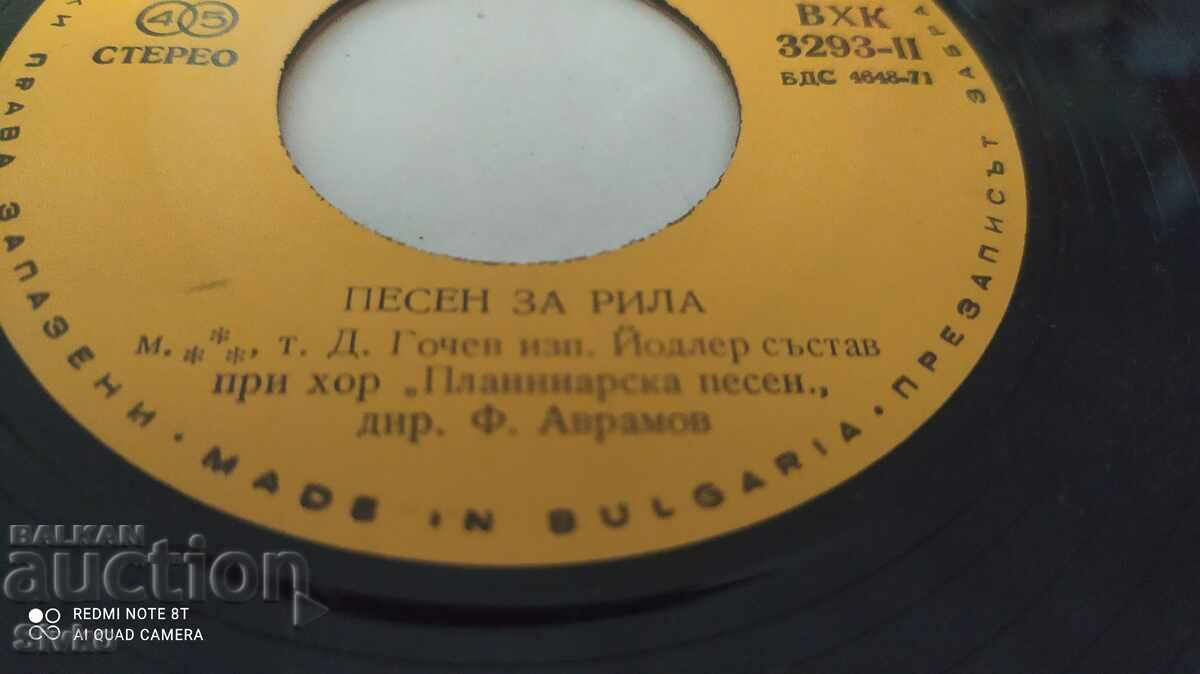 45
СТЕРЕО
ВХК
3293-II
БДС 4648-71
ПЕСЕН ЗА РИЛА
м. ***, т. Д. Гочев изп. Йодлер състав
при хор „Планинарска песен.,
дир. Ф. Аврамов
ПРАВА ЗАПАЗЕНИ · MADE IN BULGARIA · ПРЕЗАПИСЪТ
BALKAN
auction
REDMI NOTE 8T
AI QUAD CAMERA